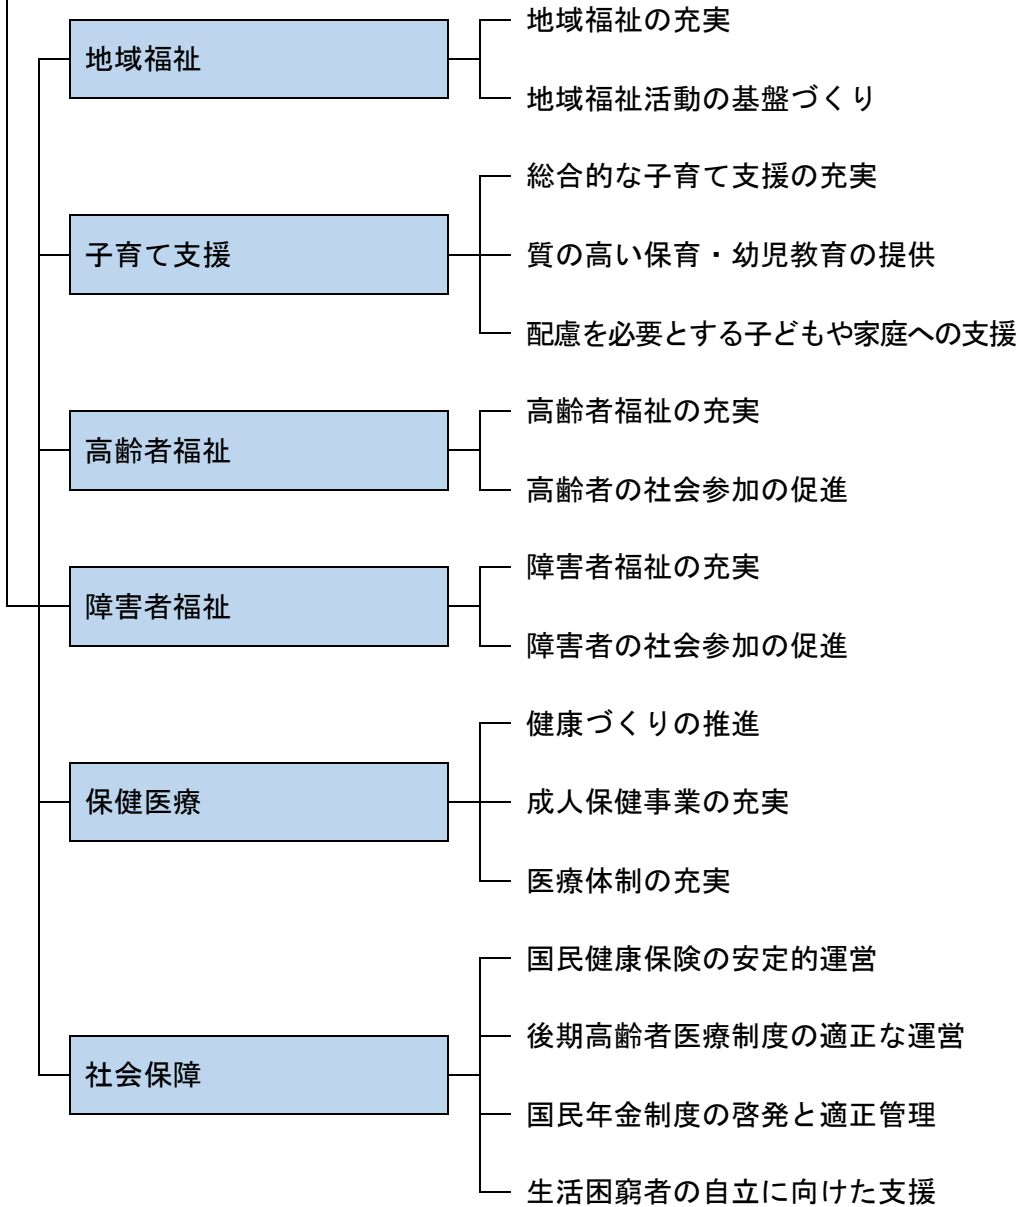 地域福祉
地域福祉の充実
地域福祉活動の基盤づくり
子育て支援
総合的な子育て支援の充実
質の高い保育・幼児教育の提供
配慮を必要とする子どもや家庭への支援
高齢者福祉
高齢者福祉の充実
高齢者の社会参加の促進
障害者福祉
障害者福祉の充実
障害者の社会参加の促進
保健医療
健康づくりの推進
成人保健事業の充実
医療体制の充実
社会保障
国民健康保険の安定的運営
後期高齢者医療制度の適正な運営
国民年金制度の啓発と適正管理
生活困窮者の自立に向けた支援